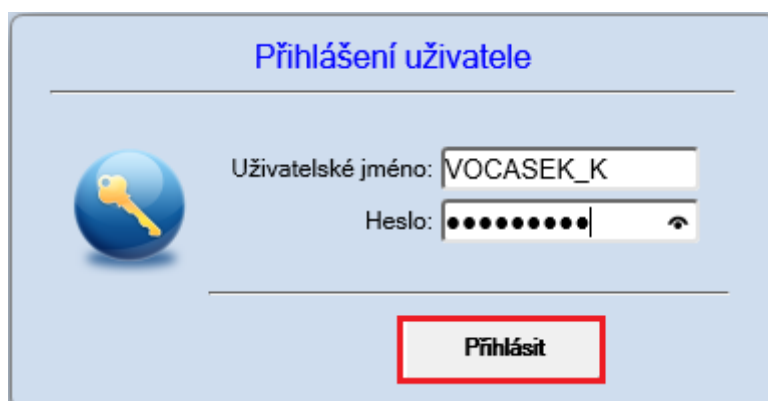 Přihlášení uživatele
Uživatelské jméno: VOCASEK_K
Heslo: ●●●●●●●●●
Přihlásit